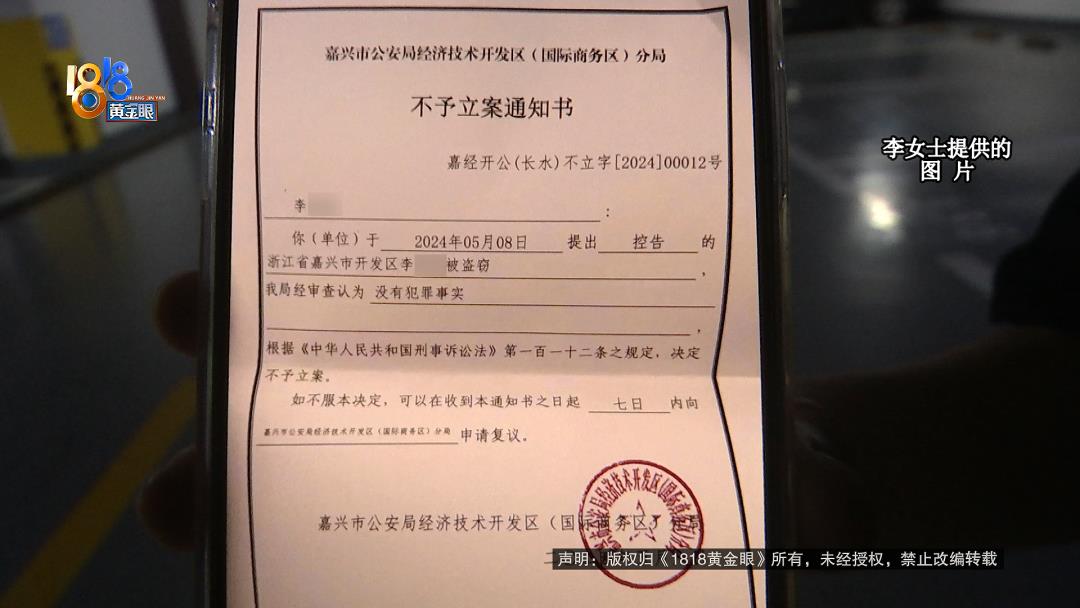 1818
HUANG JIN YAN
黄金眼
李女士提供的
图 片
嘉兴市公安局经济技术开发区(国际商务区)分局
不予立案通知书
嘉经开公(长水)不立字[2024]00012号
李 :
你(单位)于 2024年05月08日 提出 控告 的
浙江省嘉兴市开发区李 被盗窃 ,
我局经审查认为 没有犯罪事实
,
根据《中华人民共和国刑事诉讼法》第一百一十二条之规定,决定
不予立案。
如不服本决定,可以在收到本通知书之日起 七日 内向
嘉兴市公安局经济技术开发区(国际商务区)分局 申请复议。
嘉兴市公安局经济技术开发区(国际商务区)分局
声明:版权归《1818黄金眼》所有,未经授权,禁止改编转载